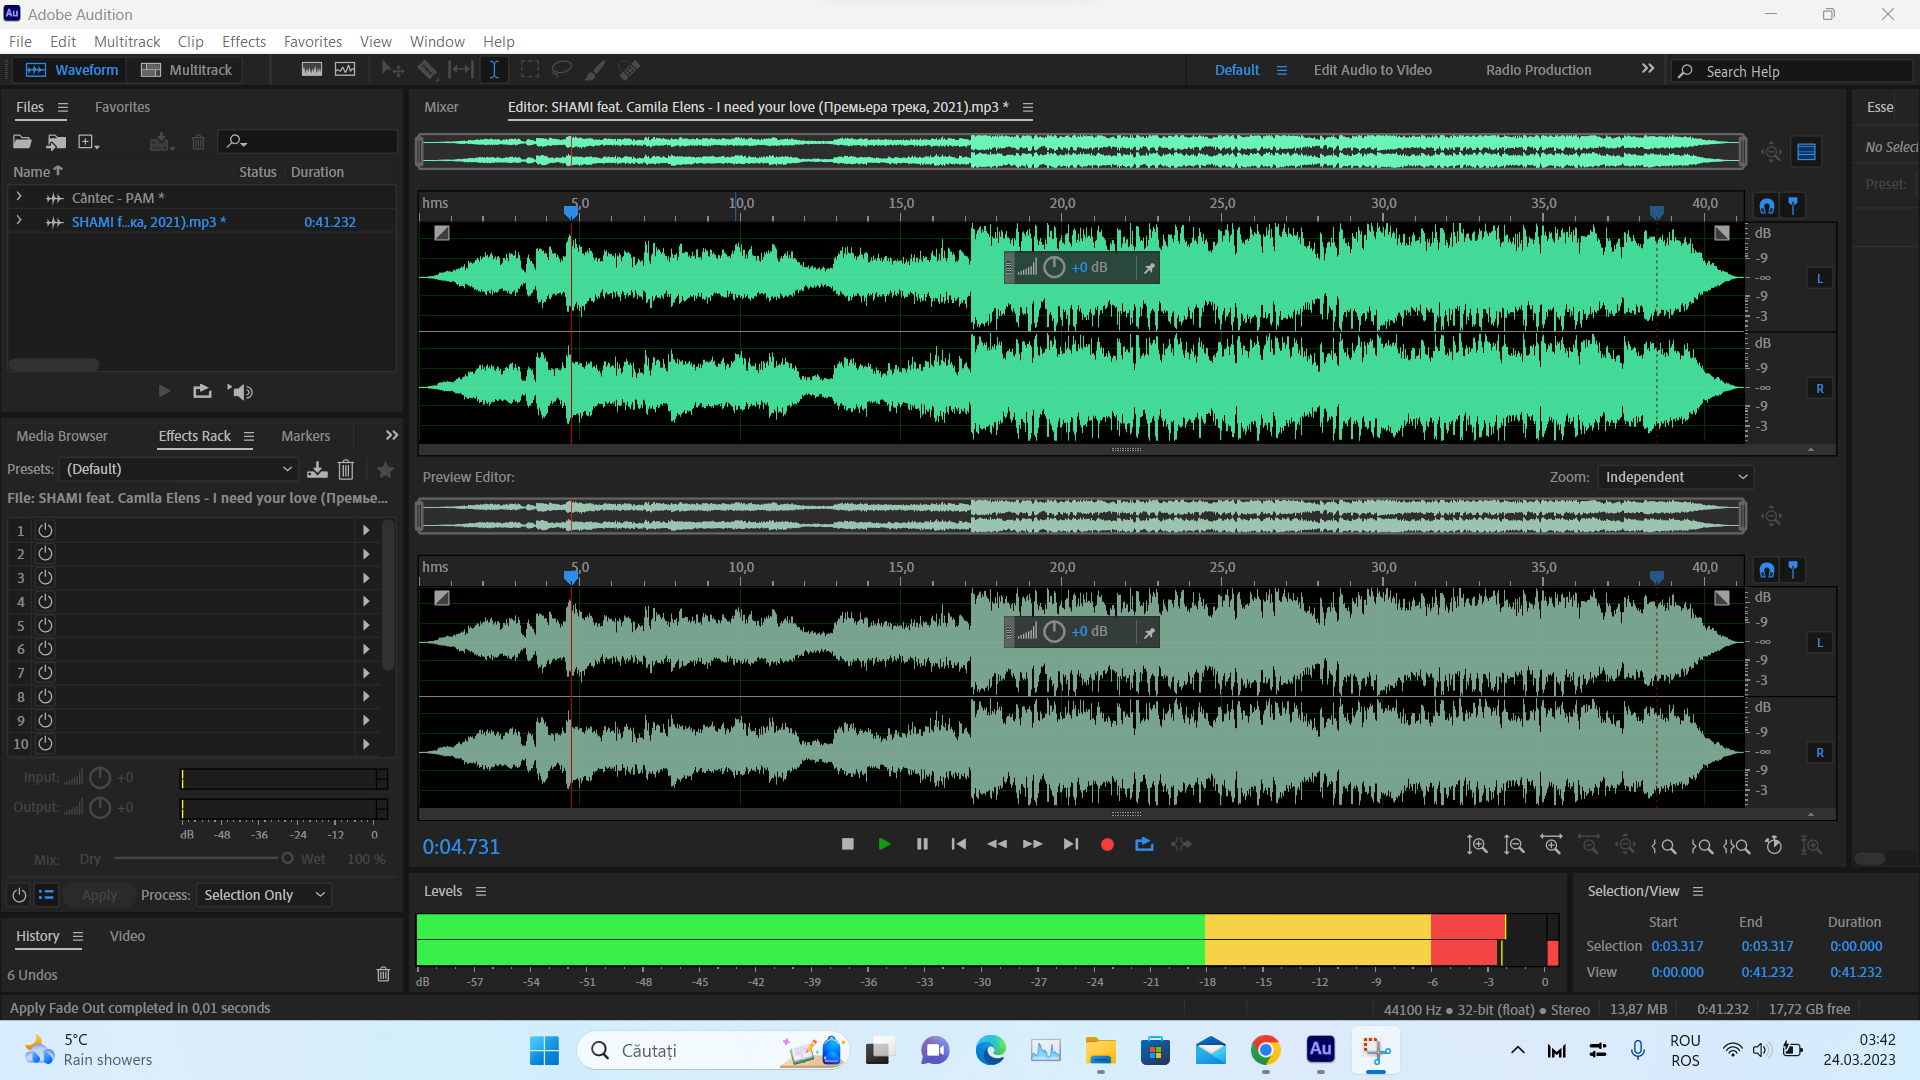 Adobe Audition
File Edit Multitrack Clip Effects Favorites View Window Help
Waveform Multitrack Default Edit Audio to Video Radio Production Search Help
Files Favorites
Name Status Duration
Cântec - PAM *
SHAMI f...ка, 2021).mp3 * 0:41.232
Media Browser Effects Rack Markers
Presets: (Default)
File: SHAMI feat. Camila Elens - I need your love (Премье...
1
2
3
4
5
6
7
8
9
10
Input: +0
Output: +0
dB -48 -36 -24 -12 0
Mix: Dry Wet 100 %
Apply Process: Selection Only
History Video
6 Undos
Mixer Editor: SHAMI feat. Camila Elens - I need your love (Премьера трека, 2021).mp3 *
hms 5,0 10,0 15,0 20,0 25,0 30,0 35,0 40,0
+0 dB
dB
-9
-∞
-9
-3
L
dB
-9
-∞
-9
-3
R
Preview Editor: Zoom: Independent
hms 5,0 10,0 15,0 20,0 25,0 30,0 35,0 40,0
+0 dB
dB
-9
-∞
-9
-3
L
dB
-9
-∞
-9
-3
R
0:04.731
Levels
dB -57 -54 -51 -48 -45 -42 -39 -36 -33 -30 -27 -24 -21 -18 -15 -12 -9 -6 -3 0
Esse
No Selecti
Preset:
Selection/View
Start End Duration
Selection 0:03.317 0:03.317 0:00.000
View 0:00.000 0:41.232 0:41.232
Apply Fade Out completed in 0,01 seconds
44100 Hz ● 32-bit (float) ● Stereo 13,87 MB 0:41.232 17,72 GB free
5°C
Rain showers
Căutați
Au
ROU
ROS
03:42
24.03.2023